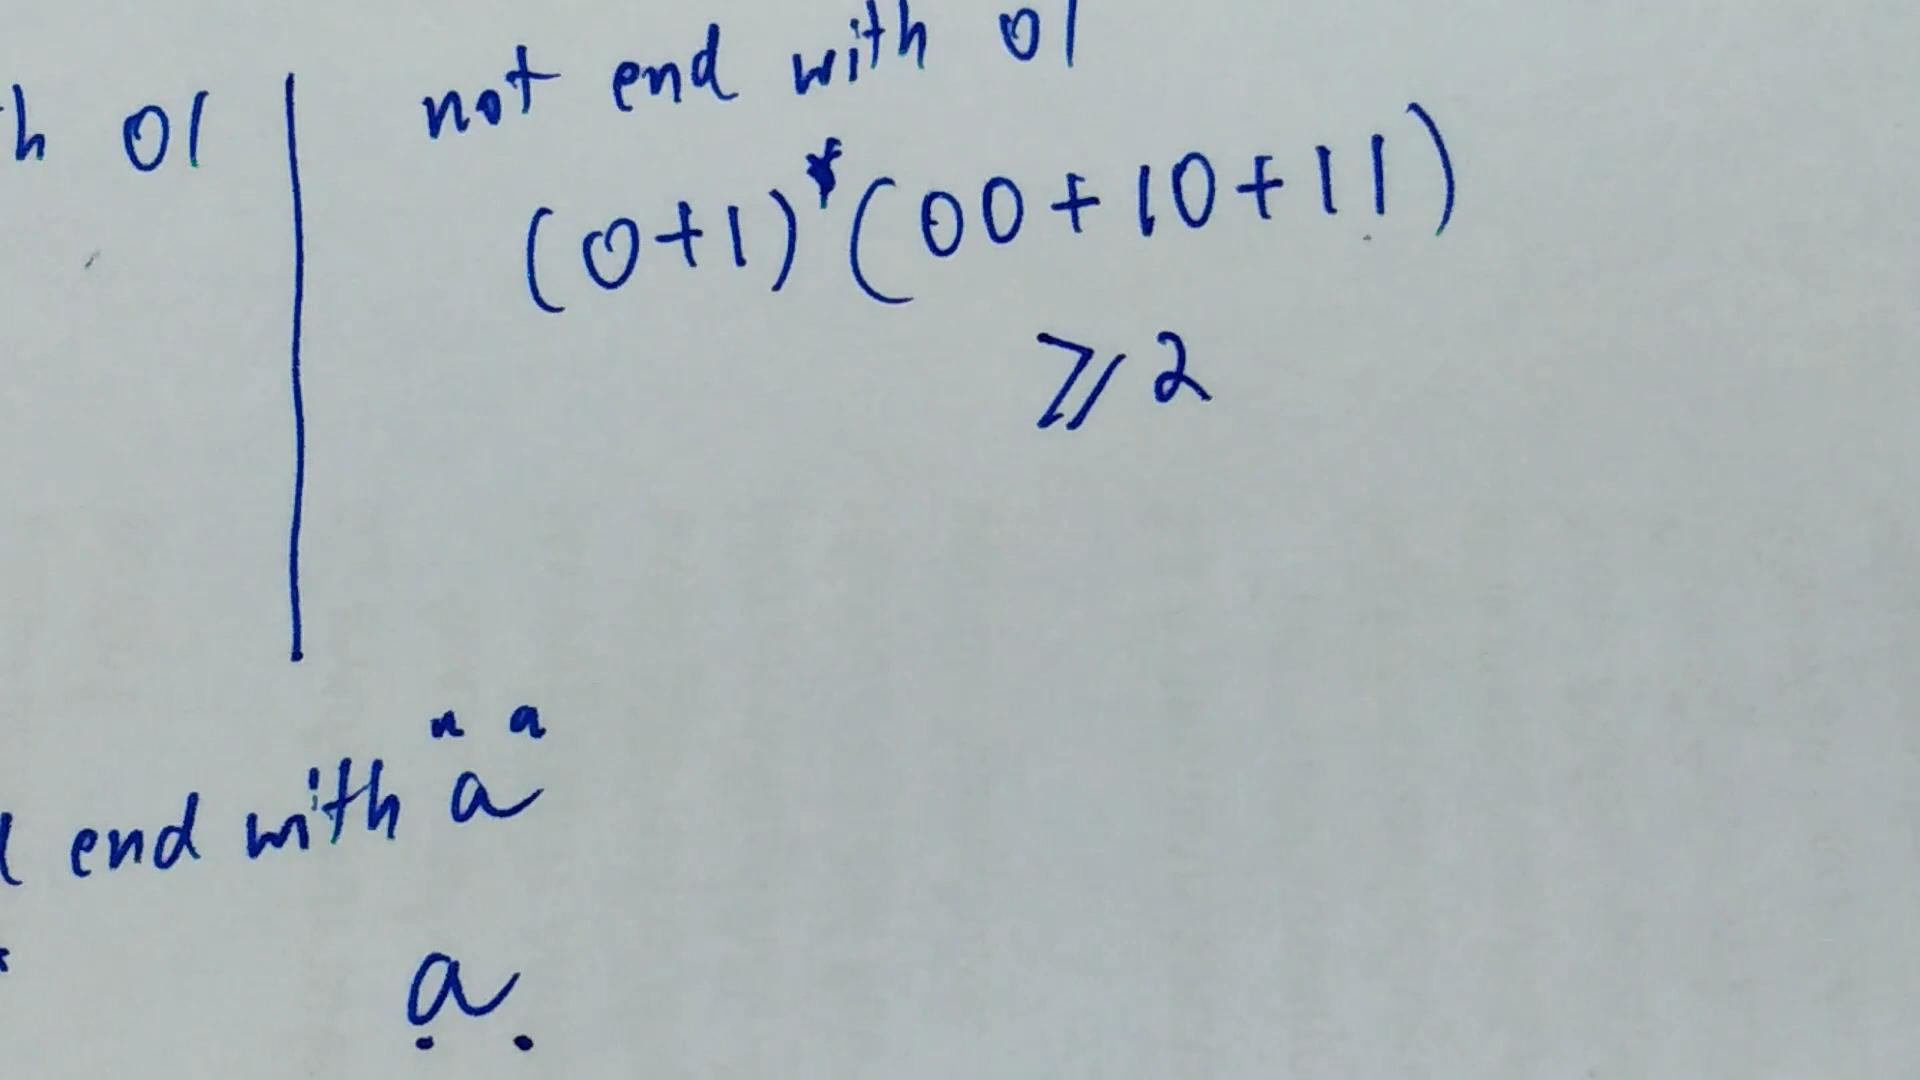 h 01
not end with 01
(0+1)*(00+10+11)
⩾ 2
a
end with a
a